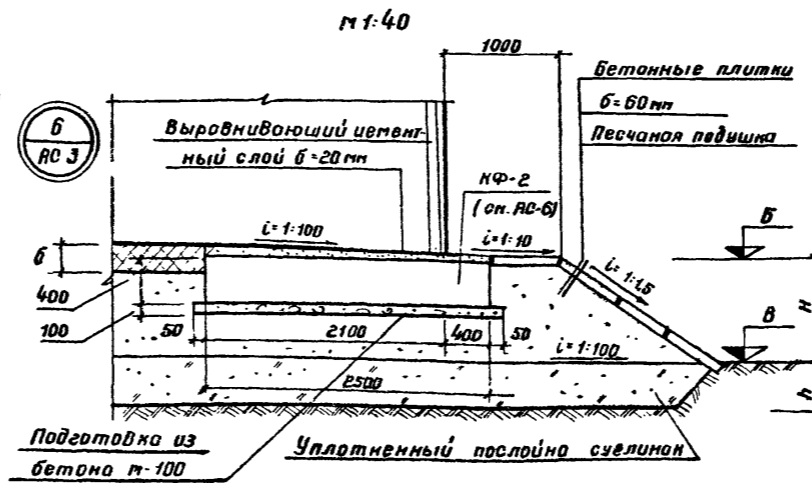 М 1:40
1000
Бетонные плитки
б=60 мм
Песчаная подушка
6
АС 3
Выровнивоющий цемент-
ный слой б=20 мм
КФ-2
(см. АС-6)
i=1:100
i=1:10
i=1:1,5
Б
б
400
100
50
2100
400
50
i=1:100
В
Н
h
2500
Подготовка из
бетона м-100
Уплотненный послойно суглинок